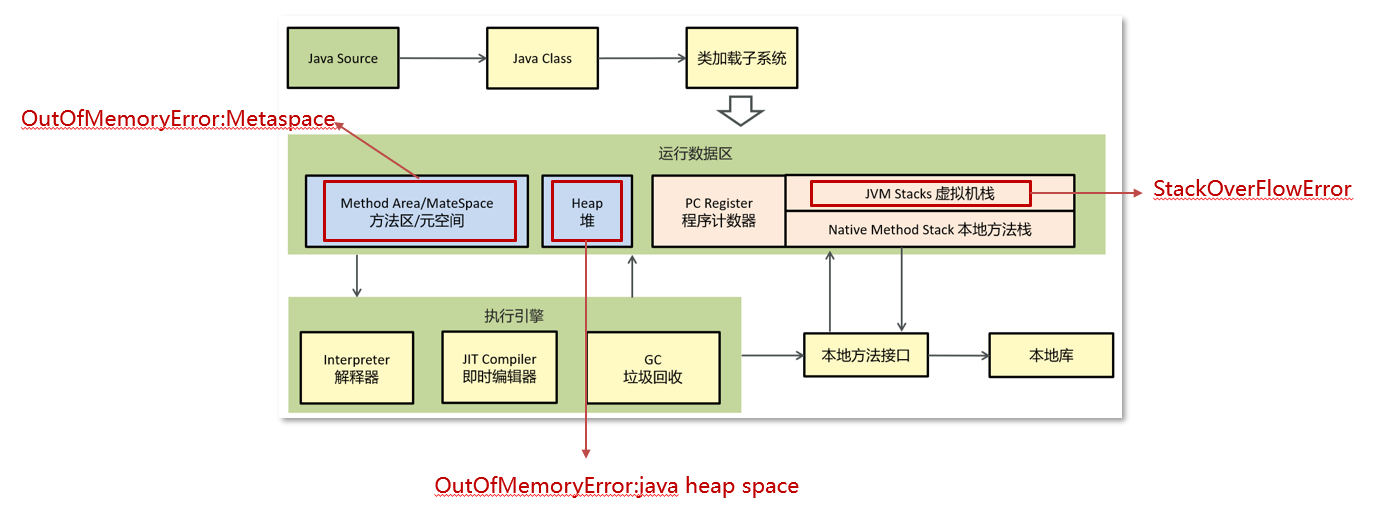 Java Source
Java Class
类加载子系统
OutOfMemoryError:Metaspace
运行数据区
Method Area/MateSpace
方法区/元空间
Heap
堆
PC Register
程序计数器
JVM Stacks 虚拟机栈
Native Method Stack 本地方法栈
StackOverFlowError
执行引擎
Interpreter
解释器
JIT Compiler
即时编辑器
GC
垃圾回收
本地方法接口
本地库
OutOfMemoryError:java heap space